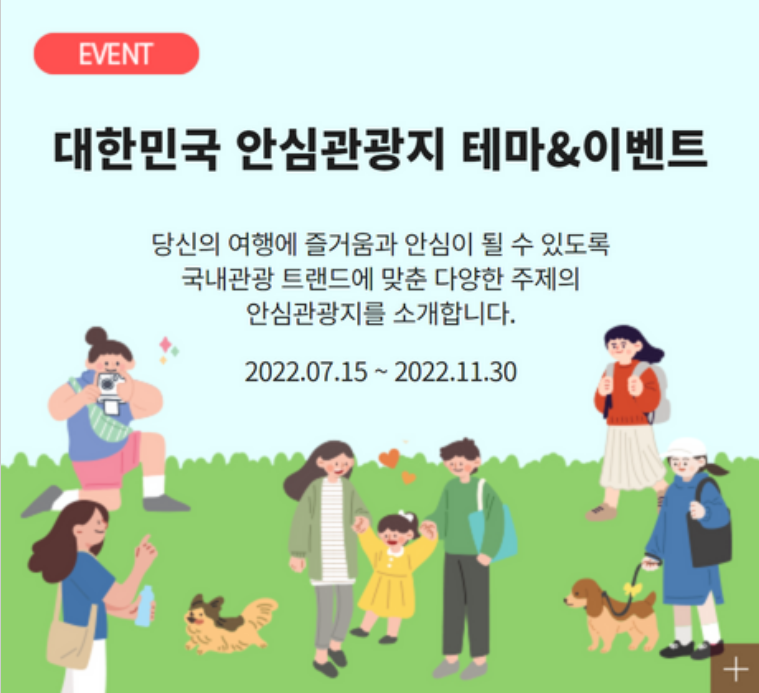 EVENT
대한민국 안심관광지 테마&이벤트
당신의 여행에 즐거움과 안심이 될 수 있도록
국내관광 트랜드에 맞춘 다양한 주제의
안심관광지를 소개합니다.
2022.07.15 ~ 2022.11.30